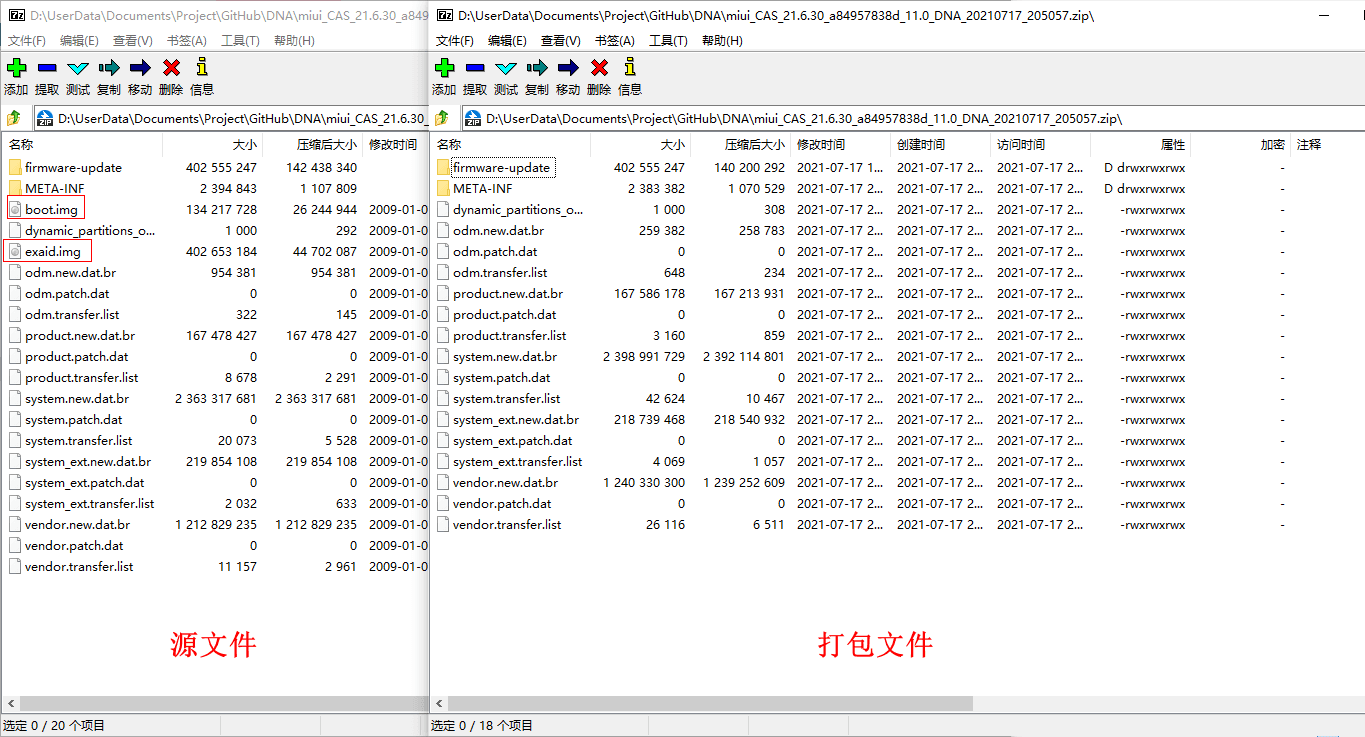 D:\UserData\Documents\Project\GitHub\DNA\miui_CAS_21.6.30_a84957838d_11.0
文件(F) 编辑(E) 查看(V) 书签(A) 工具(T) 帮助(H)
添加 提取 测试 复制 移动 删除 信息
D:\UserData\Documents\Project\GitHub\DNA\miui_CAS_21.6.30_
名称 大小 压缩后大小 修改时间
firmware-update 402 555 247 142 438 340
META-INF 2 394 843 1 107 809
boot.img 134 217 728 26 244 944 2009-01-0
dynamic_partitions_o... 1 000 292 2009-01-0
exaid.img 402 653 184 44 702 087 2009-01-0
odm.new.dat.br 954 381 954 381 2009-01-0
odm.patch.dat 0 0 2009-01-0
odm.transfer.list 322 145 2009-01-0
product.new.dat.br 167 478 427 167 478 427 2009-01-0
product.patch.dat 0 0 2009-01-0
product.transfer.list 8 678 2 291 2009-01-0
system.new.dat.br 2 363 317 681 2 363 317 681 2009-01-0
system.patch.dat 0 0 2009-01-0
system.transfer.list 20 073 5 528 2009-01-0
system_ext.new.dat.br 219 854 108 219 854 108 2009-01-0
system_ext.patch.dat 0 0 2009-01-0
system_ext.transfer.list 2 032 633 2009-01-0
vendor.new.dat.br 1 212 829 235 1 212 829 235 2009-01-0
vendor.patch.dat 0 0 2009-01-0
vendor.transfer.list 11 157 2 961 2009-01-0
源文件
选定 0 / 20 个项目
D:\UserData\Documents\Project\GitHub\DNA\miui_CAS_21.6.30_a84957838d_11.0_DNA_20210717_205057.zip\
文件(F) 编辑(E) 查看(V) 书签(A) 工具(T) 帮助(H)
添加 提取 测试 复制 移动 删除 信息
D:\UserData\Documents\Project\GitHub\DNA\miui_CAS_21.6.30_a84957838d_11.0_DNA_20210717_205057.zip\
名称 大小 压缩后大小 修改时间 创建时间 访问时间 属性 加密 注释
firmware-update 402 555 247 140 200 292 2021-07-17 1... 2021-07-17 2... 2021-07-17 2... D drwxrwxrwx -
META-INF 2 383 382 1 070 529 2021-07-17 2... 2021-07-17 2... 2021-07-17 2... D drwxrwxrwx -
dynamic_partitions_o... 1 000 308 2021-07-17 2... 2021-07-17 2... 2021-07-17 2... -rwxrwxrwx -
odm.new.dat.br 259 382 258 783 2021-07-17 2... 2021-07-17 2... 2021-07-17 2... -rwxrwxrwx -
odm.patch.dat 0 0 2021-07-17 2... 2021-07-17 2... 2021-07-17 2... -rwxrwxrwx -
odm.transfer.list 648 234 2021-07-17 2... 2021-07-17 2... 2021-07-17 2... -rwxrwxrwx -
product.new.dat.br 167 586 178 167 213 931 2021-07-17 2... 2021-07-17 2... 2021-07-17 2... -rwxrwxrwx -
product.patch.dat 0 0 2021-07-17 2... 2021-07-17 2... 2021-07-17 2... -rwxrwxrwx -
product.transfer.list 3 160 859 2021-07-17 2... 2021-07-17 2... 2021-07-17 2... -rwxrwxrwx -
system.new.dat.br 2 398 991 729 2 392 114 801 2021-07-17 2... 2021-07-17 2... 2021-07-17 2... -rwxrwxrwx -
system.patch.dat 0 0 2021-07-17 2... 2021-07-17 2... 2021-07-17 2... -rwxrwxrwx -
system.transfer.list 42 624 10 467 2021-07-17 2... 2021-07-17 2... 2021-07-17 2... -rwxrwxrwx -
system_ext.new.dat.br 218 739 468 218 540 932 2021-07-17 2... 2021-07-17 2... 2021-07-17 2... -rwxrwxrwx -
system_ext.patch.dat 0 0 2021-07-17 2... 2021-07-17 2... 2021-07-17 2... -rwxrwxrwx -
system_ext.transfer.list 4 069 1 057 2021-07-17 2... 2021-07-17 2... 2021-07-17 2... -rwxrwxrwx -
vendor.new.dat.br 1 240 330 300 1 239 252 609 2021-07-17 2... 2021-07-17 2... 2021-07-17 2... -rwxrwxrwx -
vendor.patch.dat 0 0 2021-07-17 2... 2021-07-17 2... 2021-07-17 2... -rwxrwxrwx -
vendor.transfer.list 26 116 6 511 2021-07-17 2... 2021-07-17 2... 2021-07-17 2... -rwxrwxrwx -
打包文件
选定 0 / 18 个项目